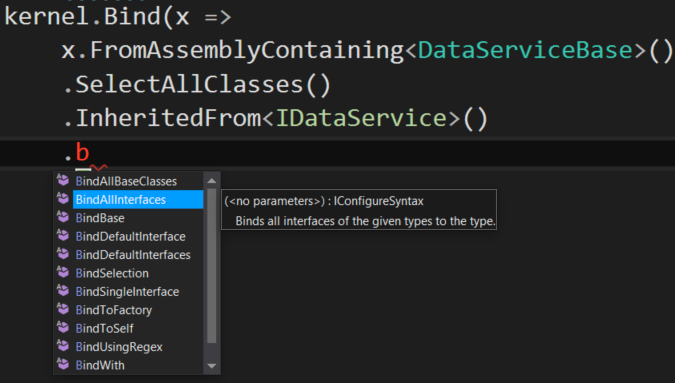 kernel.Bind(x =>
x.FromAssemblyContaining<DataServiceBase>()
.SelectAllClasses()
.InheritedFrom<IDataService>()
.b
BindAllBaseClasses
BindAllInterfaces
(<no parameters>) : IConfigureSyntax
Binds all interfaces of the given types to the type.
BindBase
BindDefaultInterface
BindDefaultInterfaces
BindSelection
BindSingleInterface
BindToFactory
BindToSelf
BindUsingRegex
BindWith